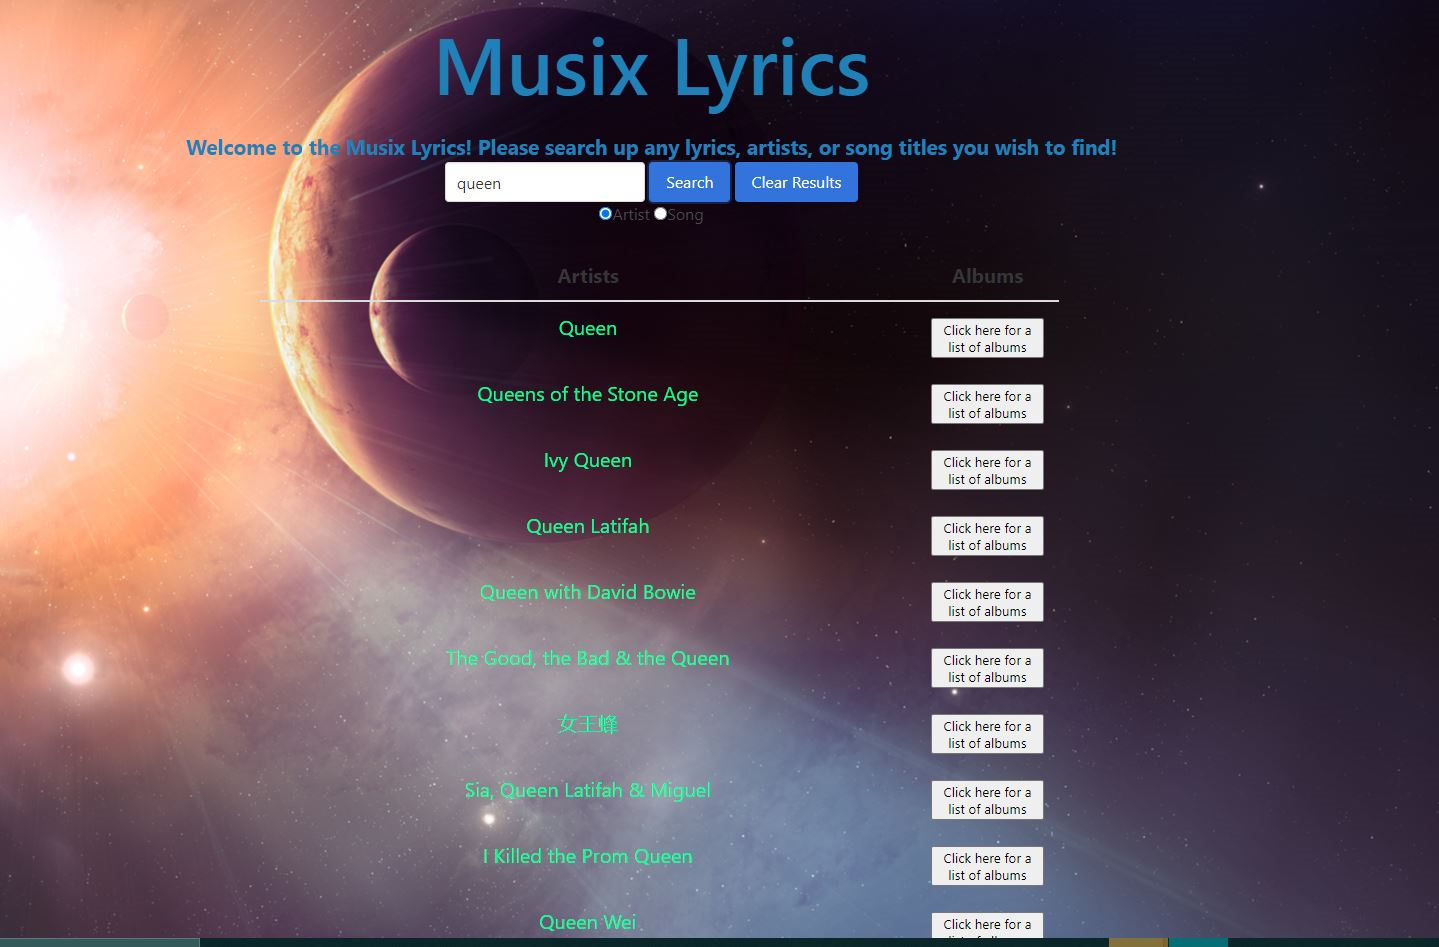 Musix Lyrics
Welcome to the Musix Lyrics! Please search up any lyrics, artists, or song titles you wish to find!
queen Search Clear Results
Artist Song
Artists Albums
Queen Click here for a
list of albums
Queens of the Stone Age Click here for a
list of albums
Ivy Queen Click here for a
list of albums
Queen Latifah Click here for a
list of albums
Queen with David Bowie Click here for a
list of albums
The Good, the Bad & the Queen Click here for a
list of albums
女王蜂 Click here for a
list of albums
Sia, Queen Latifah & Miguel Click here for a
list of albums
I Killed the Prom Queen Click here for a
list of albums
Queen Wei Click here for a